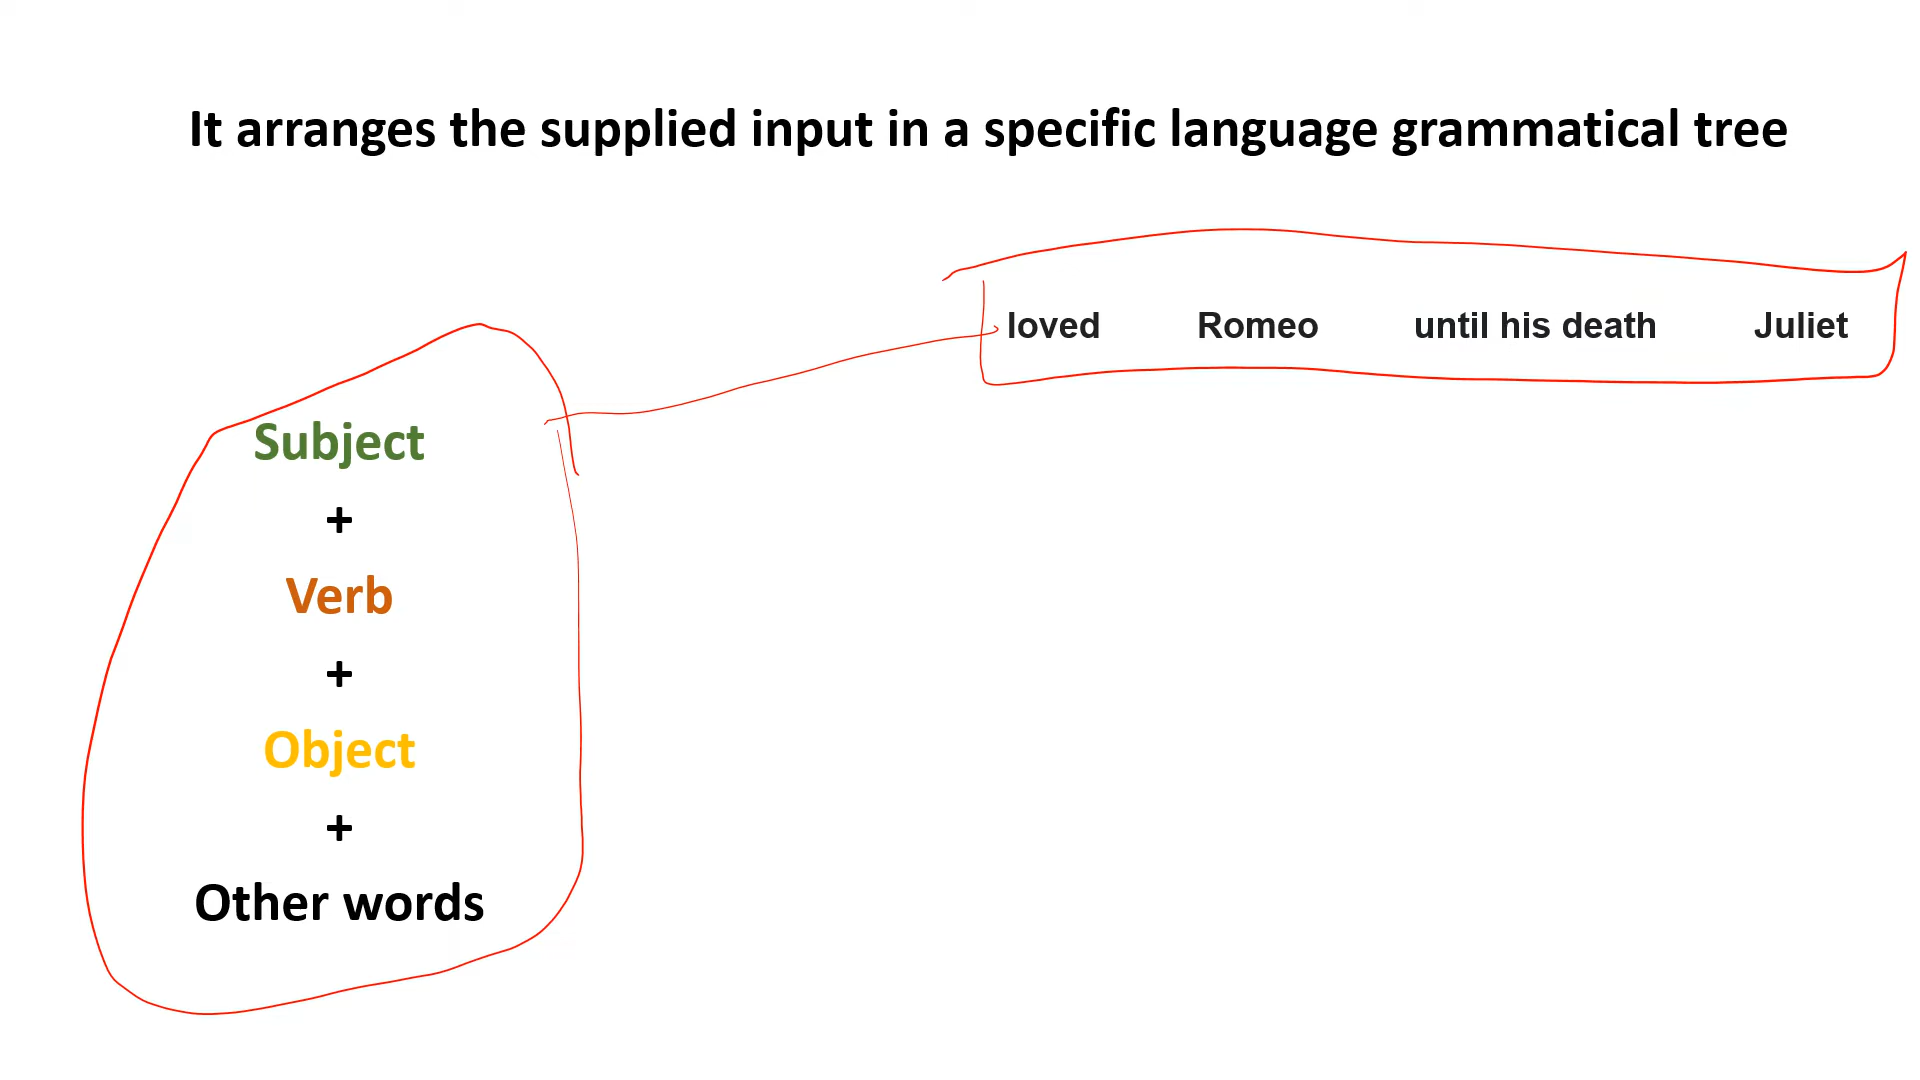 It arranges the supplied input in a specific language grammatical tree
loved Romeo until his death Juliet
Subject
+
Verb
+
Object
+
Other words